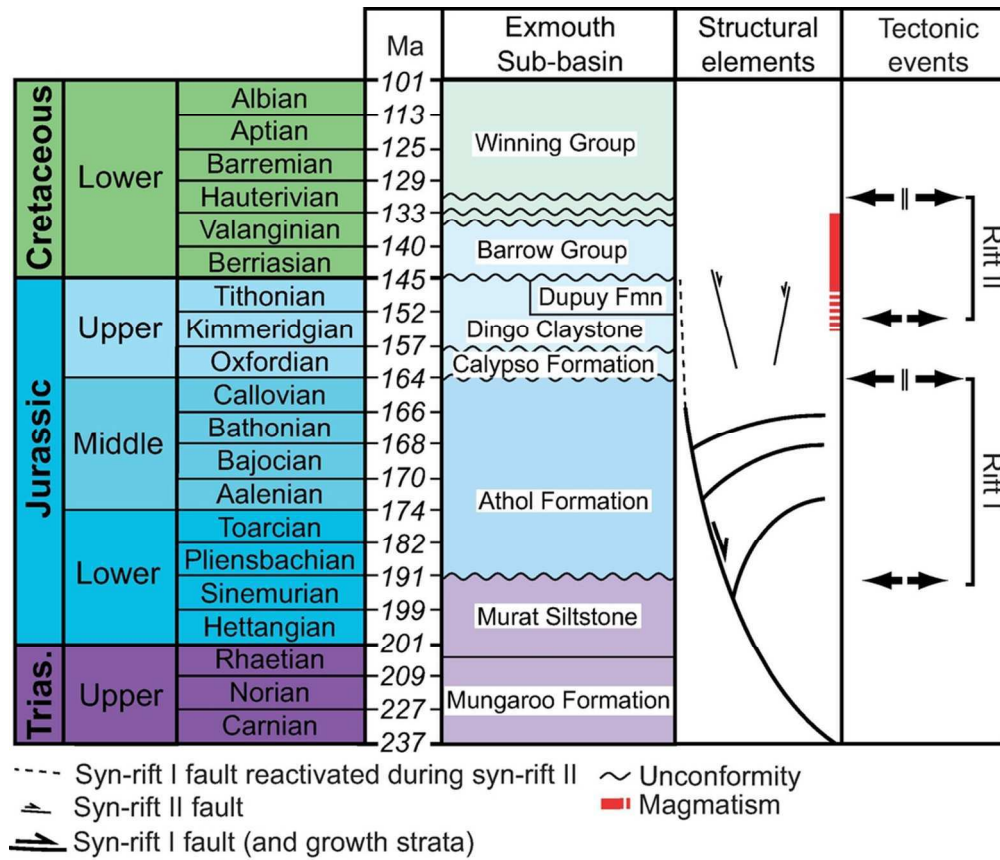 Ma
Exmouth
Sub-basin
Structural
elements
Tectonic
events
Cretaceous
Lower
Albian
Aptian
Barremian
Hauterivian
Valanginian
Berriasian
Jurassic
Upper
Tithonian
Kimmeridgian
Oxfordian
Middle
Callovian
Bathonian
Bajocian
Aalenian
Lower
Toarcian
Pliensbachian
Sinemurian
Hettangian
Trias.
Upper
Rhaetian
Norian
Carnian
101
113
125
129
133
140
145
152
157
164
166
168
170
174
182
191
199
201
209
227
237
Winning Group
Barrow Group
Dupuy Fmn
Dingo Claystone
Calypso Formation
Athol Formation
Murat Siltstone
Mungaroo Formation
Rift II
Rift I
Syn-rift I fault reactivated during syn-rift II
Unconformity
Syn-rift II fault
Magmatism
Syn-rift I fault (and growth strata)